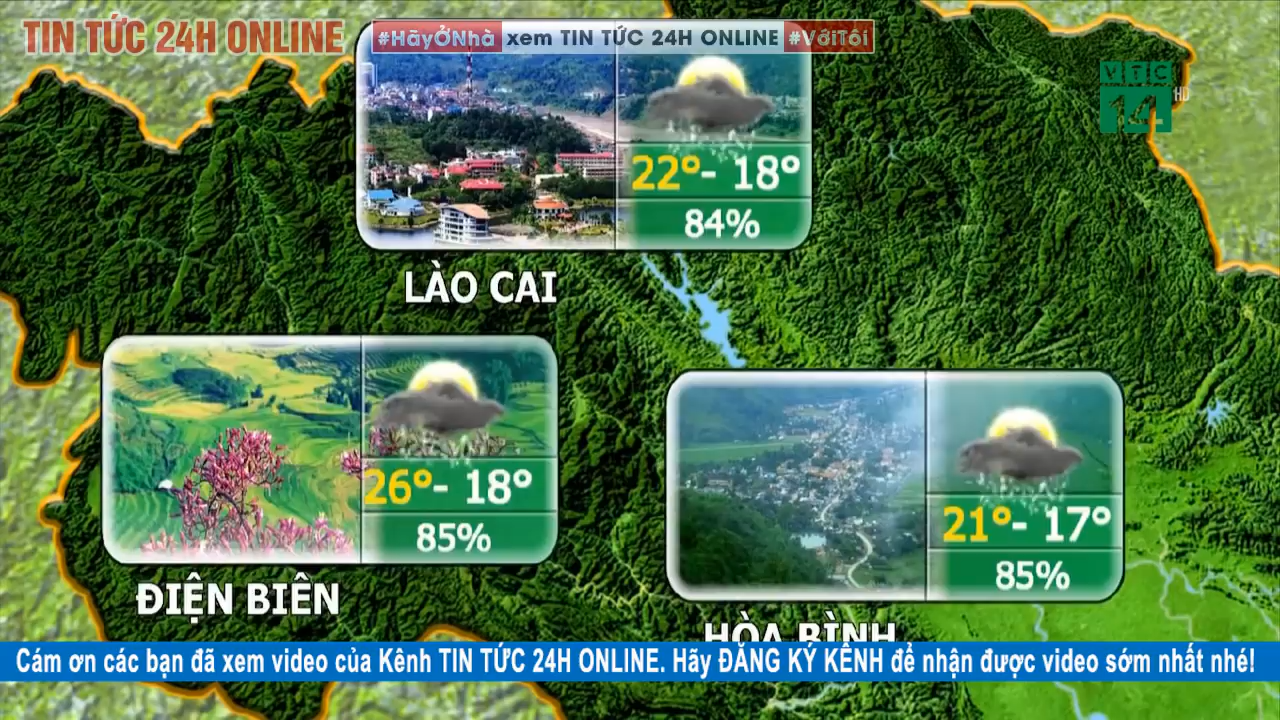 TIN TỨC 24H ONLINE
#HãyỞNhà xem TIN TỨC 24H ONLINE #VớiTôi
VTC
14 HD
22°- 18°
84%
LÀO CAI
26°- 18°
85%
ĐIỆN BIÊN
21°- 17°
85%
HÒA BÌNH
Cám ơn các bạn đã xem video của Kênh TIN TỨC 24H ONLINE. Hãy ĐĂNG KÝ KÊNH để nhận được video sớm nhất nhé!